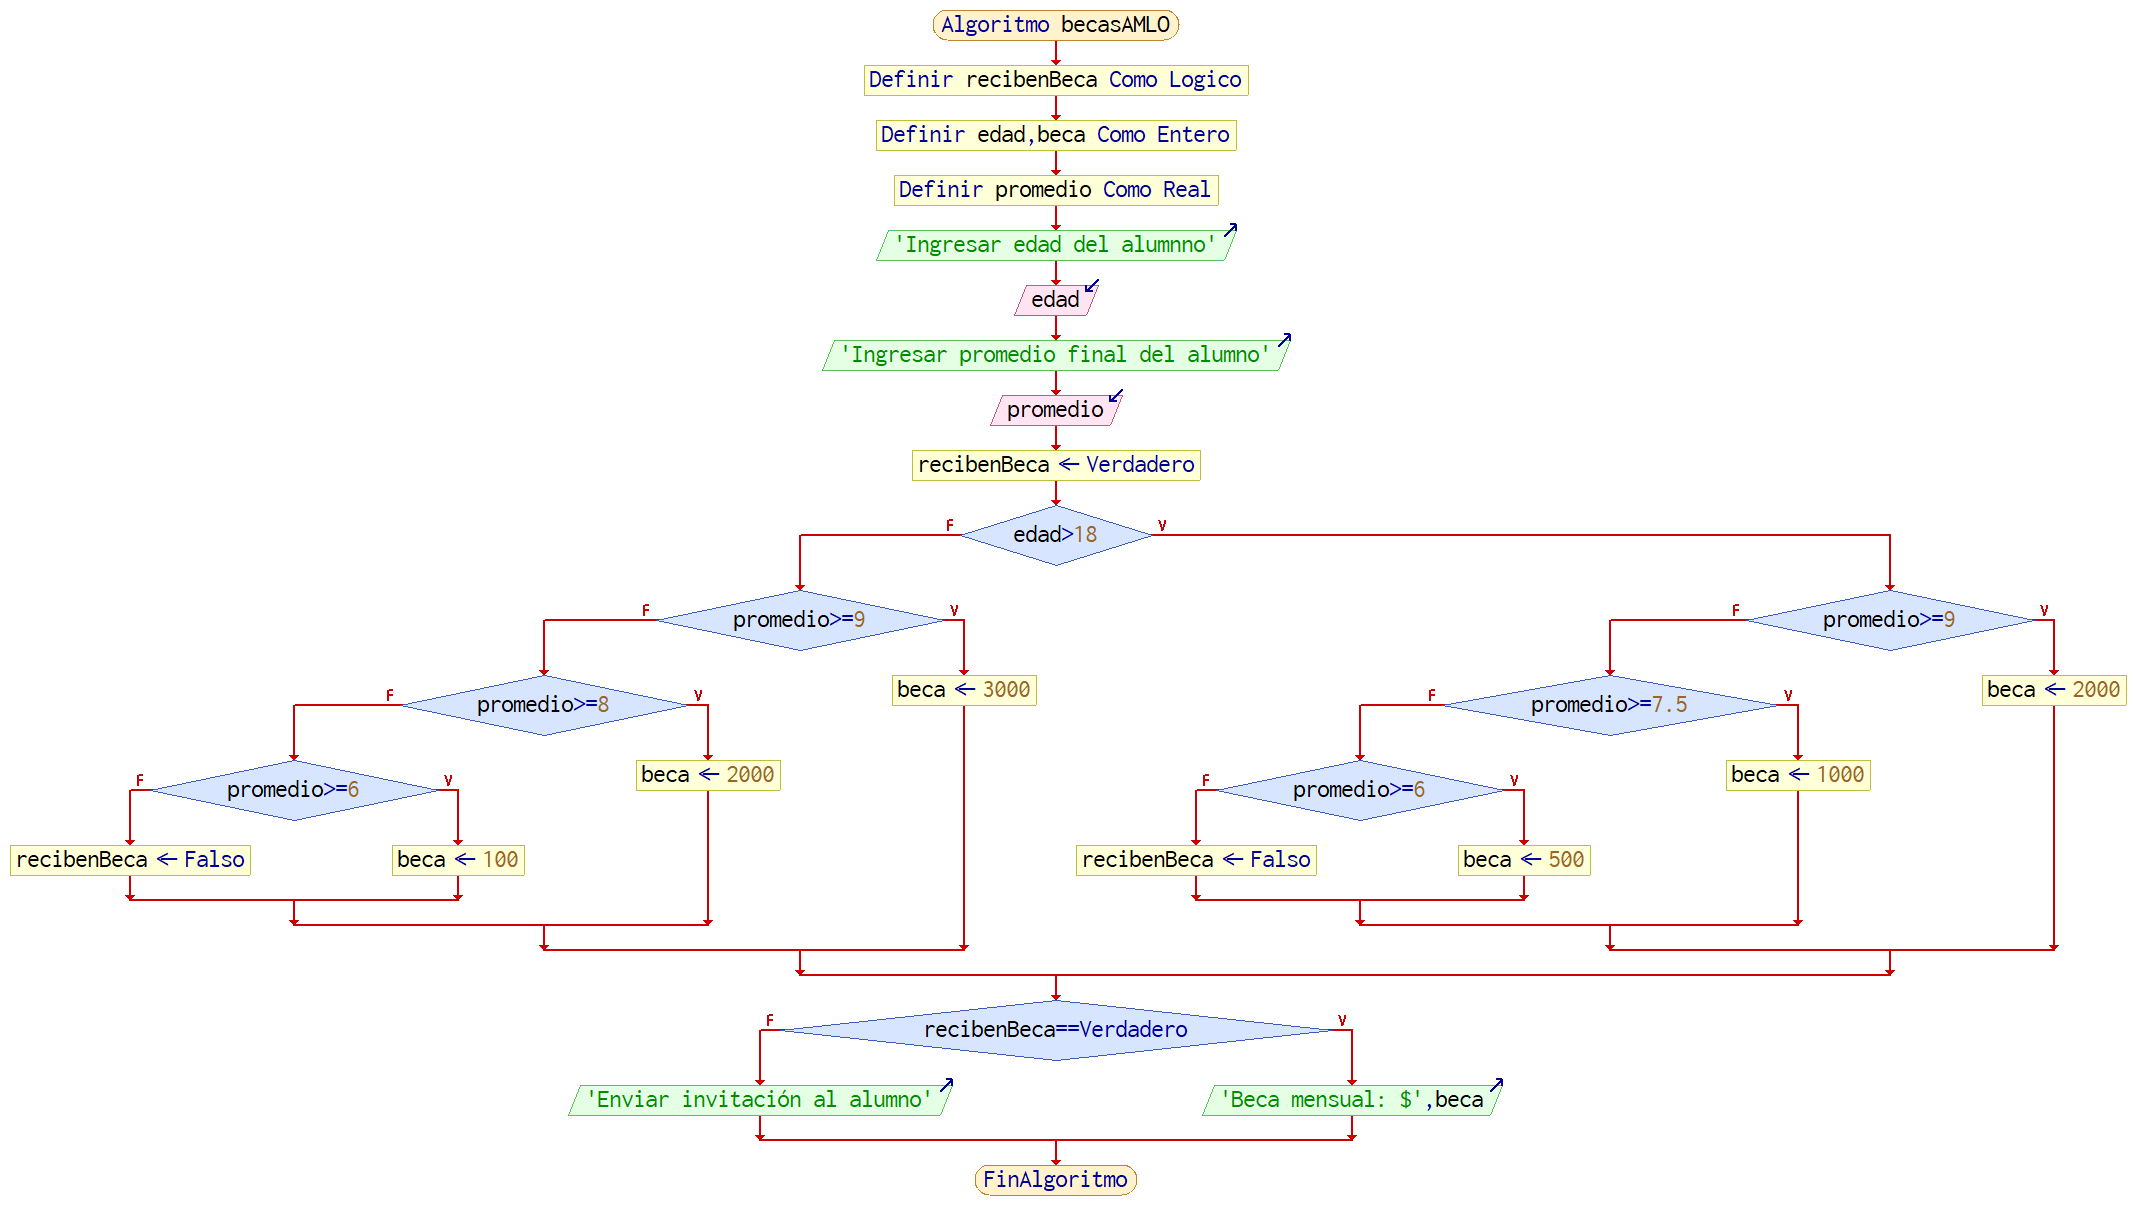 Algoritmo becasAMLO
Definir recibenBeca Como Logico
Definir edad,beca Como Entero
Definir promedio Como Real
'Ingresar edad del alumnno'
edad
'Ingresar promedio final del alumno'
promedio
recibenBeca ← Verdadero
F
edad>18
V
F
promedio>=9
V
F
promedio>=9
V
F
promedio>=8
V
beca ← 3000
F
promedio>=7.5
V
beca ← 2000
F
promedio>=6
V
beca ← 2000
F
promedio>=6
V
beca ← 1000
recibenBeca ← Falso
beca ← 100
recibenBeca ← Falso
beca ← 500
F
recibenBeca==Verdadero
V
'Enviar invitación al alumno'
'Beca mensual: $',beca
FinAlgoritmo